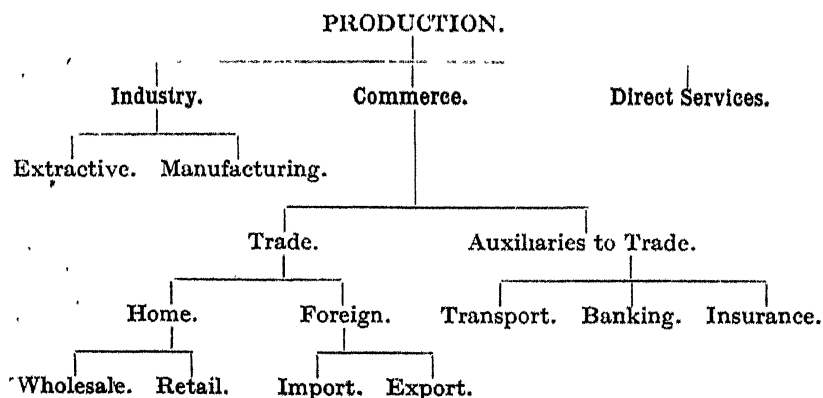 PRODUCTION.
Industry. Commerce. Direct Services.
Extractive. Manufacturing.
Trade. Auxiliaries to Trade.
Home. Foreign. Transport. Banking. Insurance.
Wholesale. Retail. Import. Export.